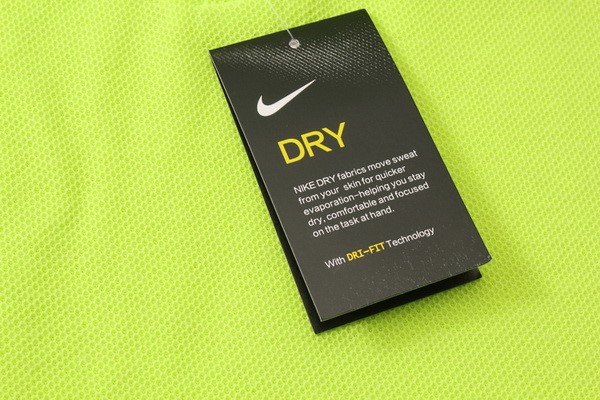 DRY
NIKE DRY fabrics move sweat
from your skin for quicker
evaporation-helping you stay
dry, comfortable and focused
on the task at hand.
With DRI-FIT Technology